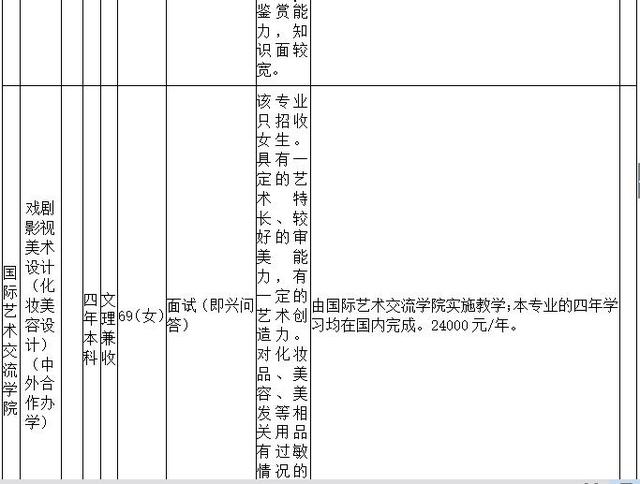 鉴赏能
力，知
识面较
宽。
国际艺术交流学院
戏剧
影视
美术
设计
（化
妆美
容设
计）
（中
外合
作办
学）
四年本科
文理兼收
69(女)
面试（即兴问
答）
该专业
只招收
女生。
具有一
定的艺
术特
长、较
好的审
美能
力，有
一定的
艺术创
造力。
对化妆
品、美
容、美
发等相
关用品
有过敏
情况的
由国际艺术交流学院实施教学;本专业的四年学
习均在国内完成。24000元/年。